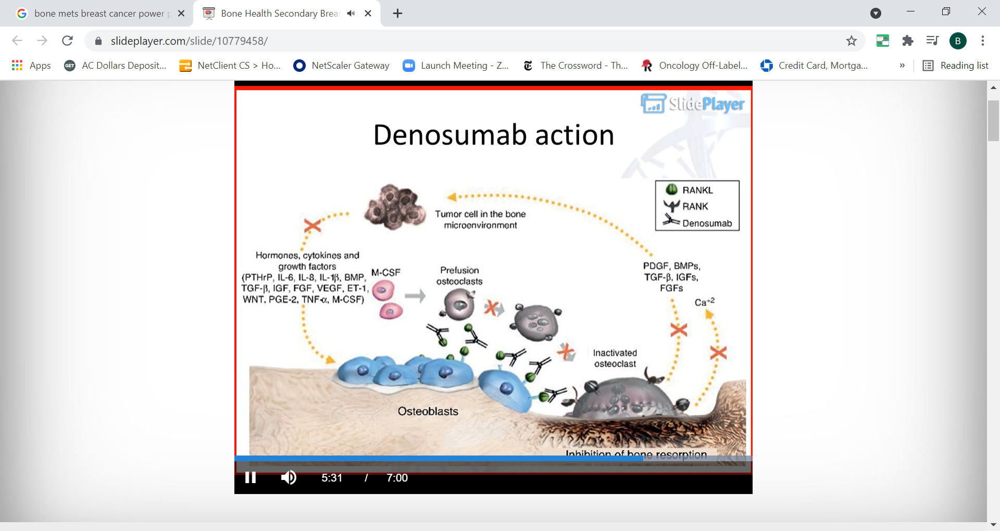 bone mets breast cancer power p
Bone Health Secondary Brea
slideplayer.com/slide/10779458/
B
Apps
GET
AC Dollars Deposit...
NetClient CS > Ho...
NetScaler Gateway
Launch Meeting - Z...
The Crossword - Th...
Oncology Off-Label...
Credit Card, Mortga...
»
Reading list
SlidePlayer
Denosumab action
RANKL
RANK
Denosumab
Tumor cell in the bone
microenvironment
Hormones, cytokines and
growth factors
(PTHrP, IL-6, IL-8, IL-1β, BMP,
TGF-β, IGF, FGF, VEGF, ET-1,
WNT, PGE-2, TNF-α, M-CSF)
M-CSF
Prefusion
osteoclasts
PDGF, BMPs,
TGF-β, IGFs,
FGFs
Ca+2
Inactivated
osteoclast
Osteoblasts
Inhibition of bone resorption
5:31 / 7:00